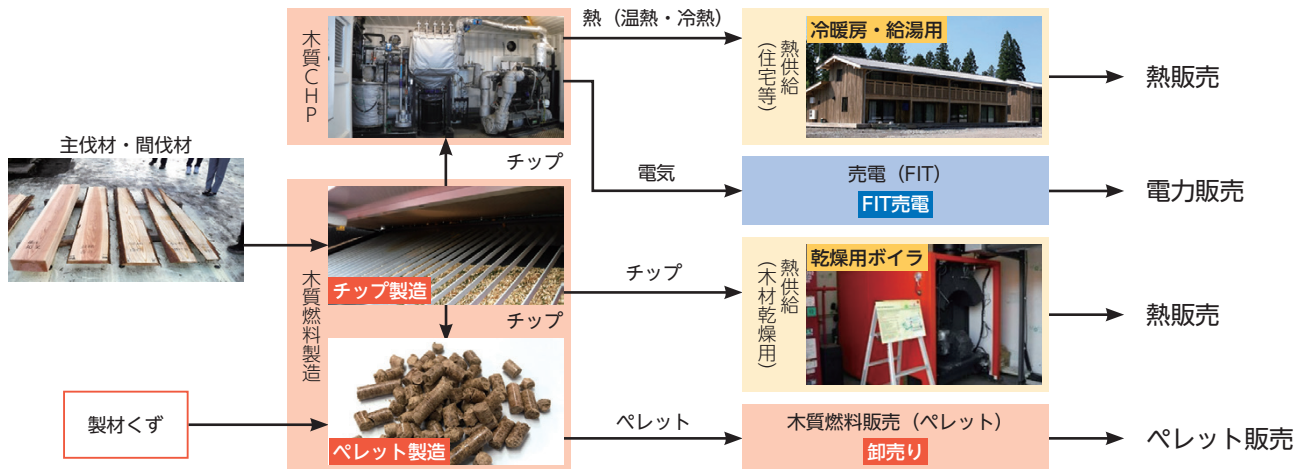 主伐材・間伐材
製材くず
木質CHP
チップ
木質燃料製造
チップ製造
チップ
ペレット製造
熱（温熱・冷熱）
電気
チップ
ペレット
熱供給
（住宅等）
冷暖房・給湯用
売電（FIT）
FIT売電
熱供給
（木材乾燥用）
乾燥用ボイラ
木質燃料販売（ペレット）
卸売り
熱販売
電力販売
熱販売
ペレット販売